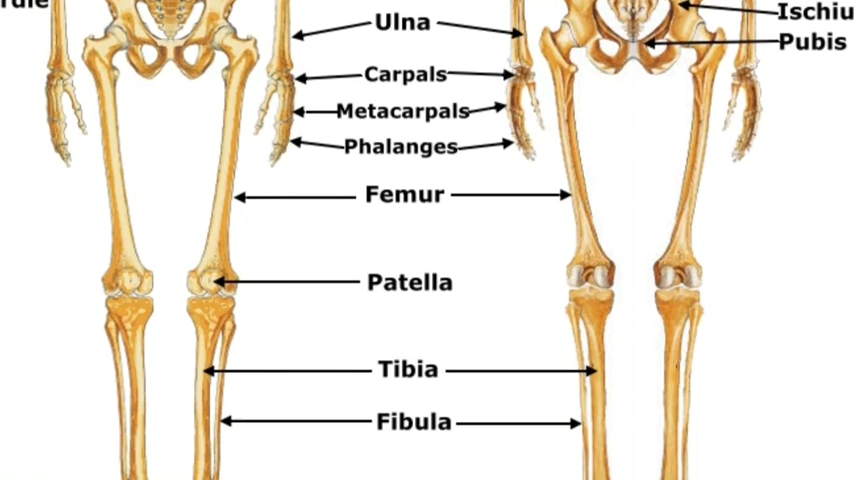 Ulna
Ischiu
Pubis
Carpals
Metacarpals
Phalanges
Femur
Patella
Tibia
Fibula